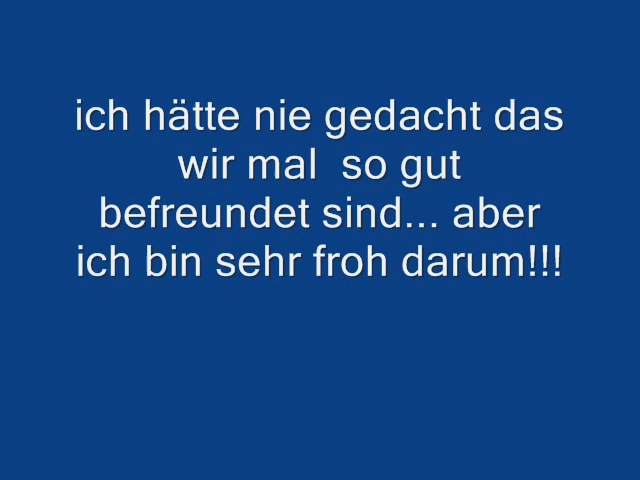 ich hätte nie gedacht das
wir mal  so gut
befreundet sind... aber
ich bin sehr froh darum!!!